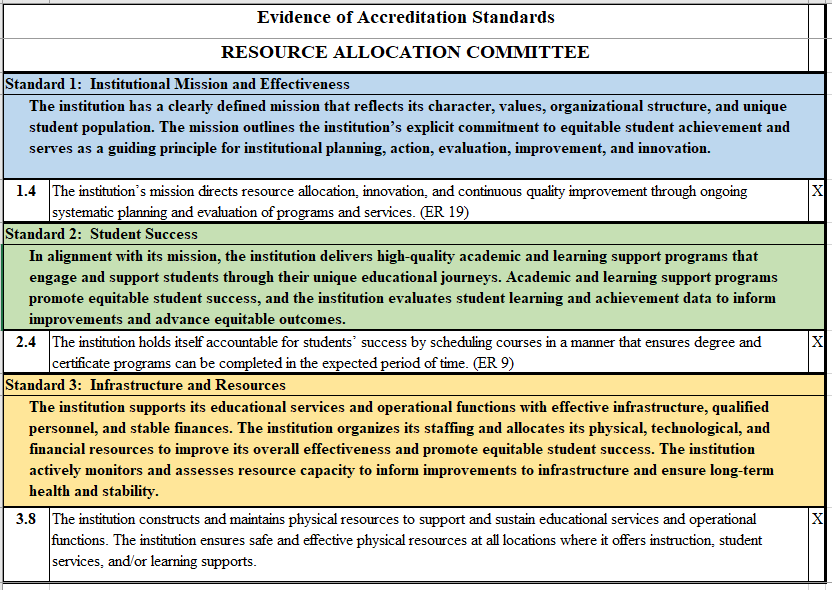 Evidence of Accreditation Standards
RESOURCE ALLOCATION COMMITTEE
Standard 1:  Institutional Mission and Effectiveness
The institution has a clearly defined mission that reflects its character, values, organizational structure, and unique
student population. The mission outlines the institution’s explicit commitment to equitable student achievement and
serves as a guiding principle for institutional planning, action, evaluation, improvement, and innovation.
1.4 The institution’s mission directs resource allocation, innovation, and continuous quality improvement through ongoing X
systematic planning and evaluation of programs and services. (ER 19)
Standard 2:  Student Success
In alignment with its mission, the institution delivers high-quality academic and learning support programs that
engage and support students through their unique educational journeys. Academic and learning support programs
promote equitable student success, and the institution evaluates student learning and achievement data to inform
improvements and advance equitable outcomes.
2.4 The institution holds itself accountable for students’ success by scheduling courses in a manner that ensures degree and X
certificate programs can be completed in the expected period of time. (ER 9)
Standard 3:  Infrastructure and Resources
The institution supports its educational services and operational functions with effective infrastructure, qualified
personnel, and stable finances. The institution organizes its staffing and allocates its physical, technological, and
financial resources to improve its overall effectiveness and promote equitable student success. The institution
actively monitors and assesses resource capacity to inform improvements to infrastructure and ensure long-term
health and stability.
3.8 The institution constructs and maintains physical resources to support and sustain educational services and operational X
functions. The institution ensures safe and effective physical resources at all locations where it offers instruction, student
services, and/or learning supports.